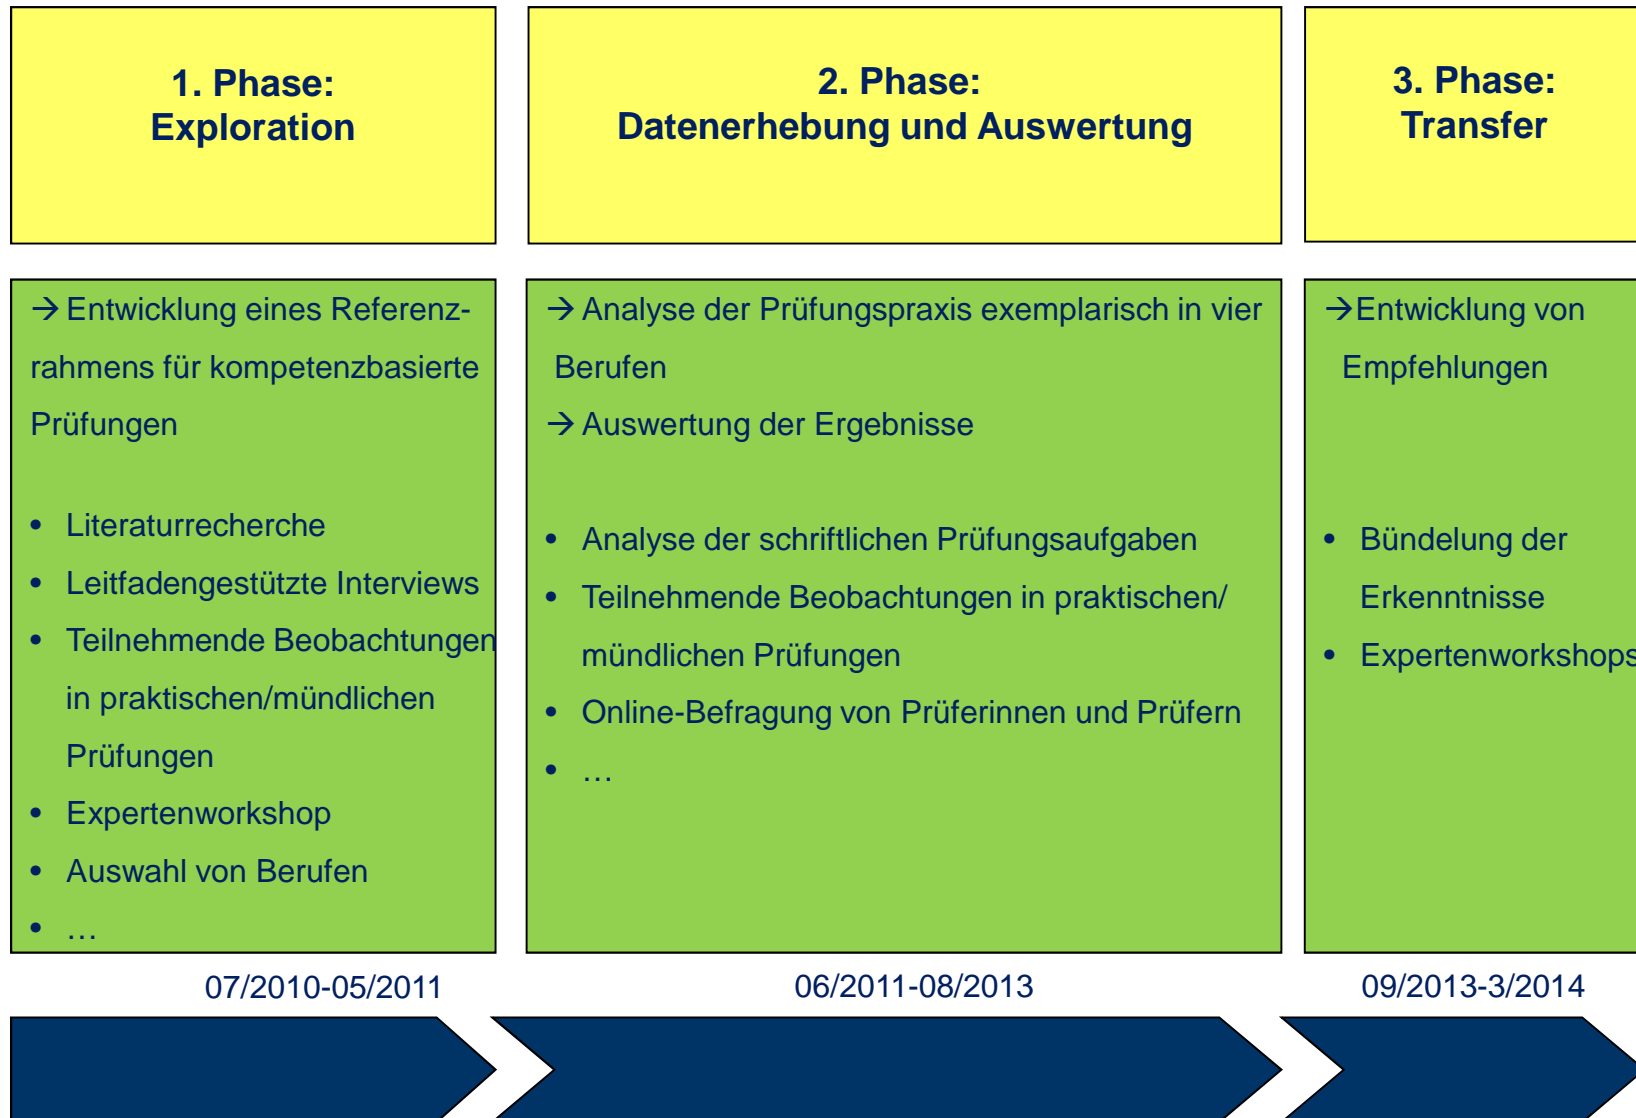 1. Phase:
Exploration
→ Entwicklung eines Referenz-
rahmens für kompetenzbasierte
Prüfungen
• Literaturrecherche
• Leitfadengestützte Interviews
• Teilnehmende Beobachtungen
in praktischen/mündlichen
Prüfungen
• Expertenworkshop
• Auswahl von Berufen
• …
07/2010-05/2011
2. Phase:
Datenerhebung und Auswertung
→ Analyse der Prüfungspraxis exemplarisch in vier
Berufen
→ Auswertung der Ergebnisse
• Analyse der schriftlichen Prüfungsaufgaben
• Teilnehmende Beobachtungen in praktischen/
mündlichen Prüfungen
• Online-Befragung von Prüferinnen und Prüfern
• …
06/2011-08/2013
3. Phase:
Transfer
→Entwicklung von
Empfehlungen
• Bündelung der
Erkenntnisse
• Expertenworkshops
09/2013-3/2014